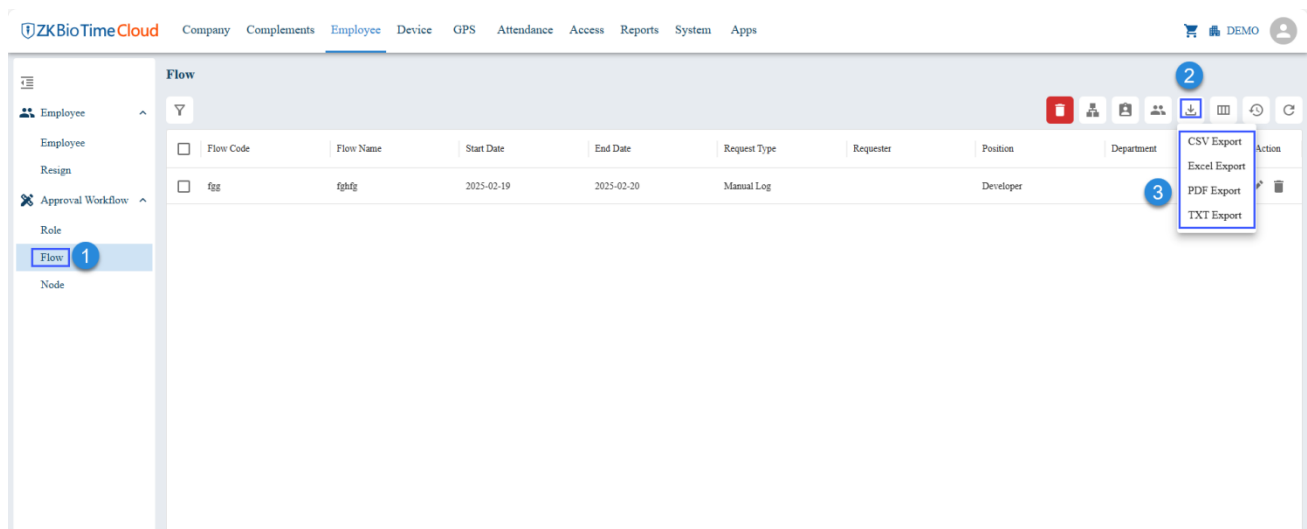 ZKBioTime Cloud Company Complements Employee Device GPS Attendance Access Reports System Apps DEMO
Flow
2
Employee
Flow Code Flow Name Start Date End Date Request Type Requester Position Department Action
CSV Export
Employee
Excel Export
Resign
fgg fghfg 2025-02-19 2025-02-20 Manual Log Developer
3 PDF Export
Approval Workflow
TXT Export
Role
Flow 1
Node